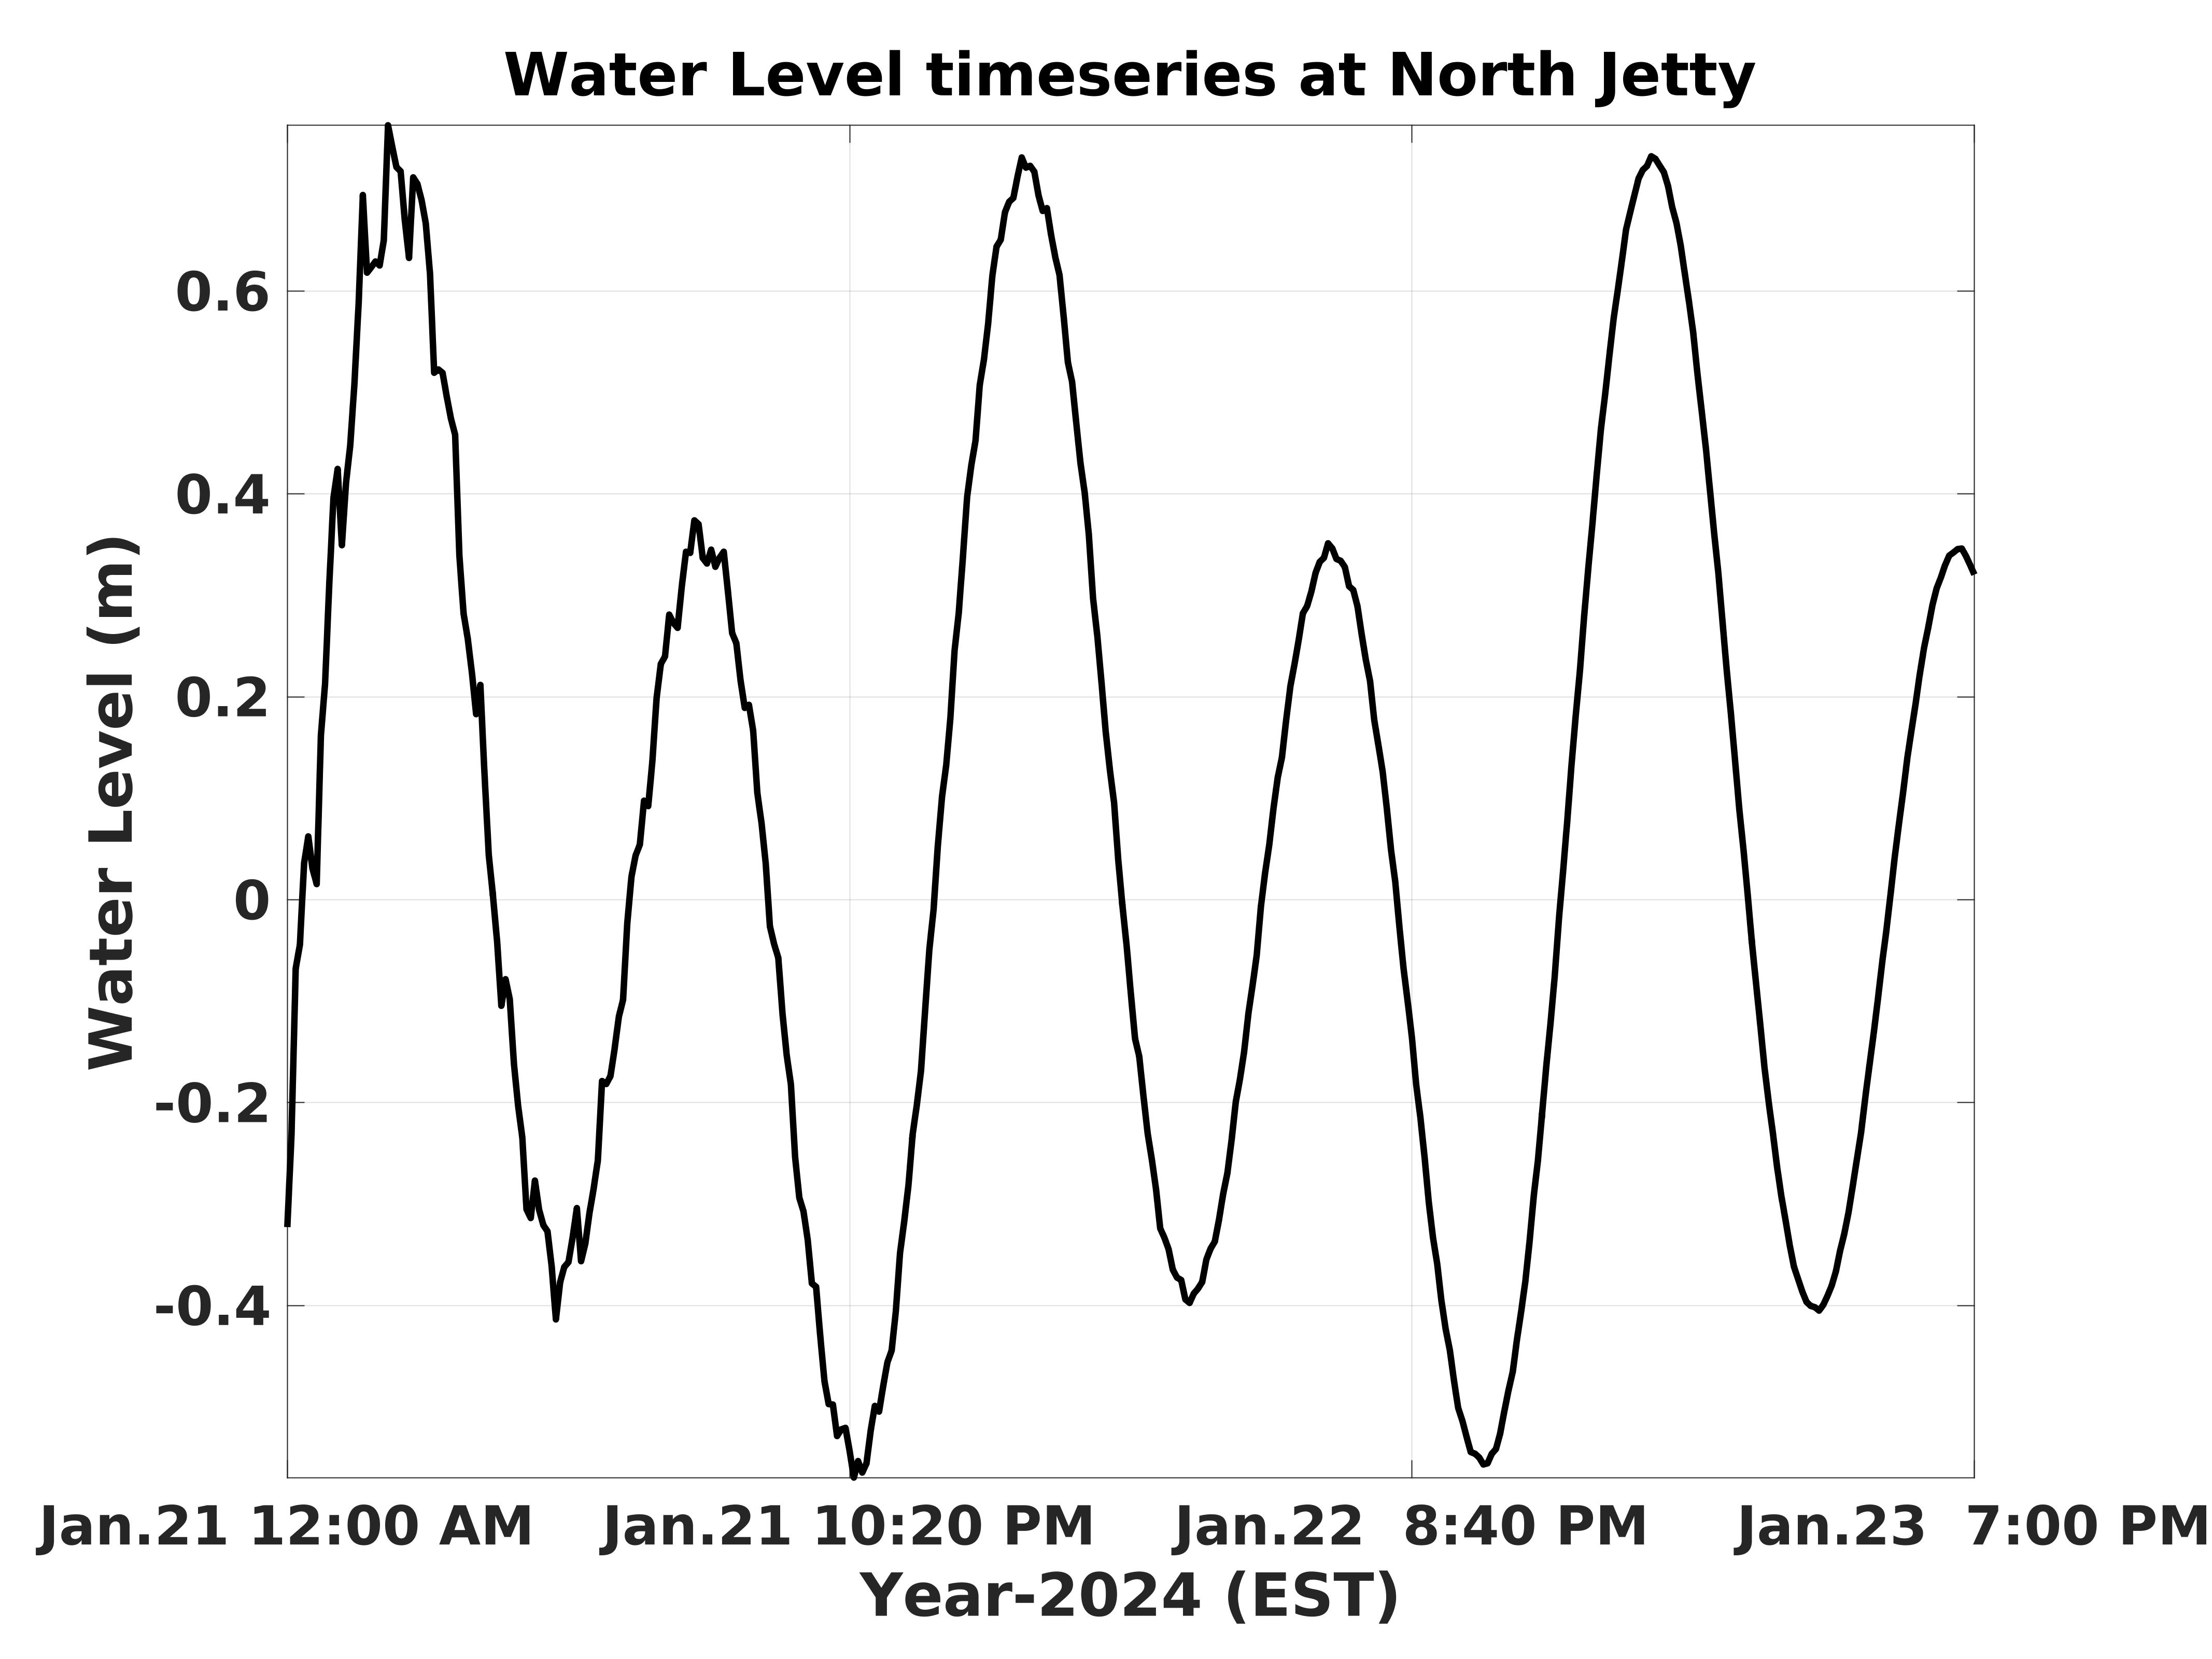 Water Level timeseries at North Jetty
Water Level (m)
0.6
0.4
0.2
0
-0.2
-0.4
Jan.21 12:00 AM Jan.21 10:20 PM Jan.22 8:40 PM Jan.23 7:00 PM
Year-2024 (EST)